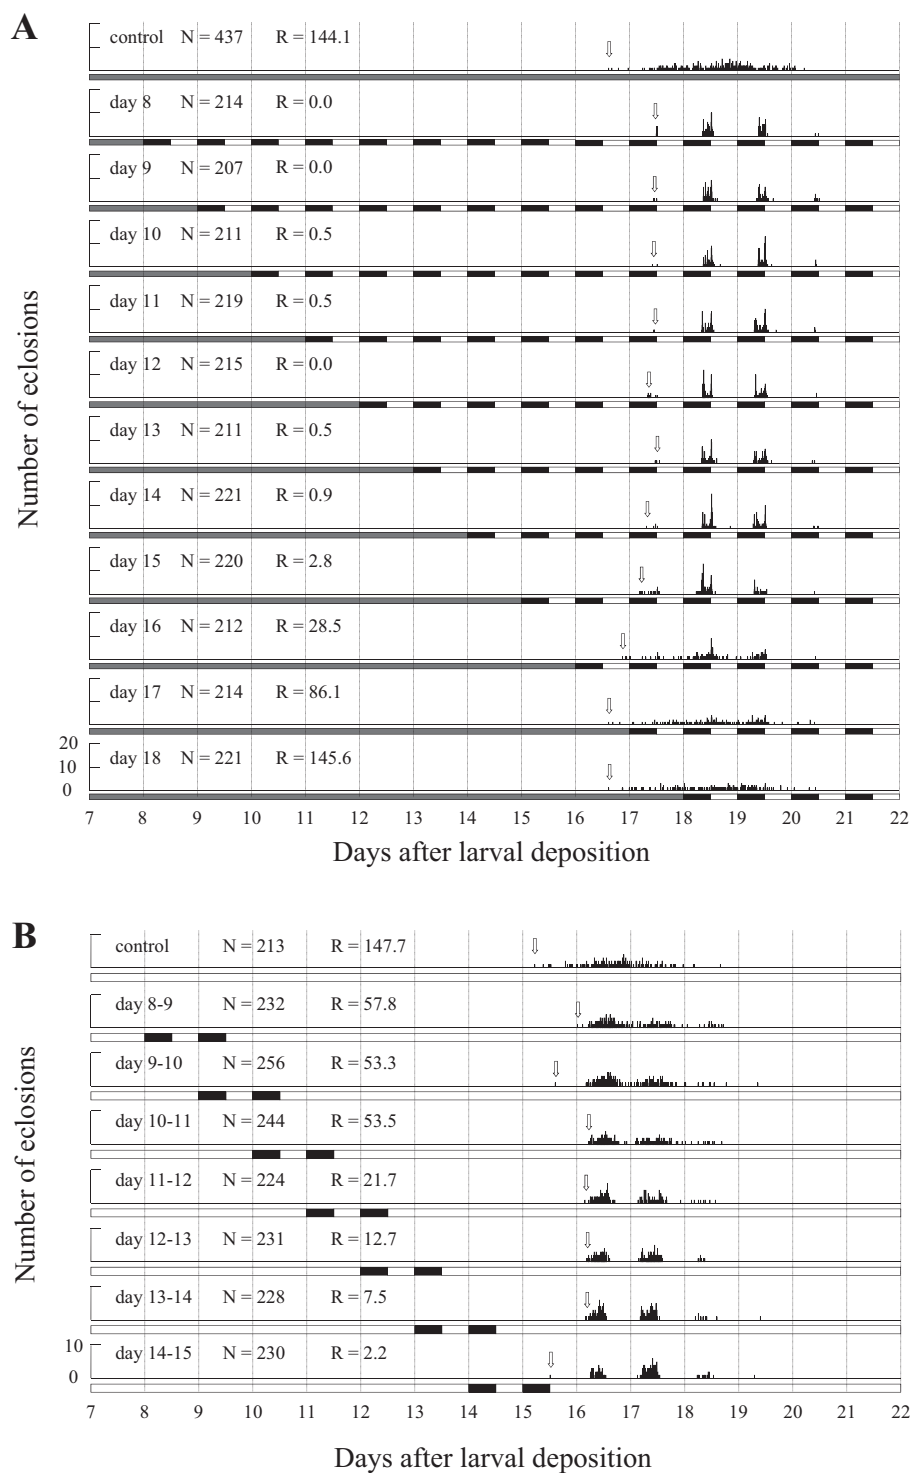 A
control N = 437 R = 144.1
day 8 N = 214 R = 0.0
day 9 N = 207 R = 0.0
day 10 N = 211 R = 0.5
day 11 N = 219 R = 0.5
day 12 N = 215 R = 0.0
day 13 N = 211 R = 0.5
day 14 N = 221 R = 0.9
day 15 N = 220 R = 2.8
day 16 N = 212 R = 28.5
day 17 N = 214 R = 86.1
day 18 N = 221 R = 145.6
Number of eclosions
20
10
0
7 8 9 10 11 12 13 14 15 16 17 18 19 20 21 22
Days after larval deposition
B
control N = 213 R = 147.7
day 8-9 N = 232 R = 57.8
day 9-10 N = 256 R = 53.3
day 10-11 N = 244 R = 53.5
day 11-12 N = 224 R = 21.7
day 12-13 N = 231 R = 12.7
day 13-14 N = 228 R = 7.5
day 14-15 N = 230 R = 2.2
Number of eclosions
10
0
7 8 9 10 11 12 13 14 15 16 17 18 19 20 21 22
Days after larval deposition